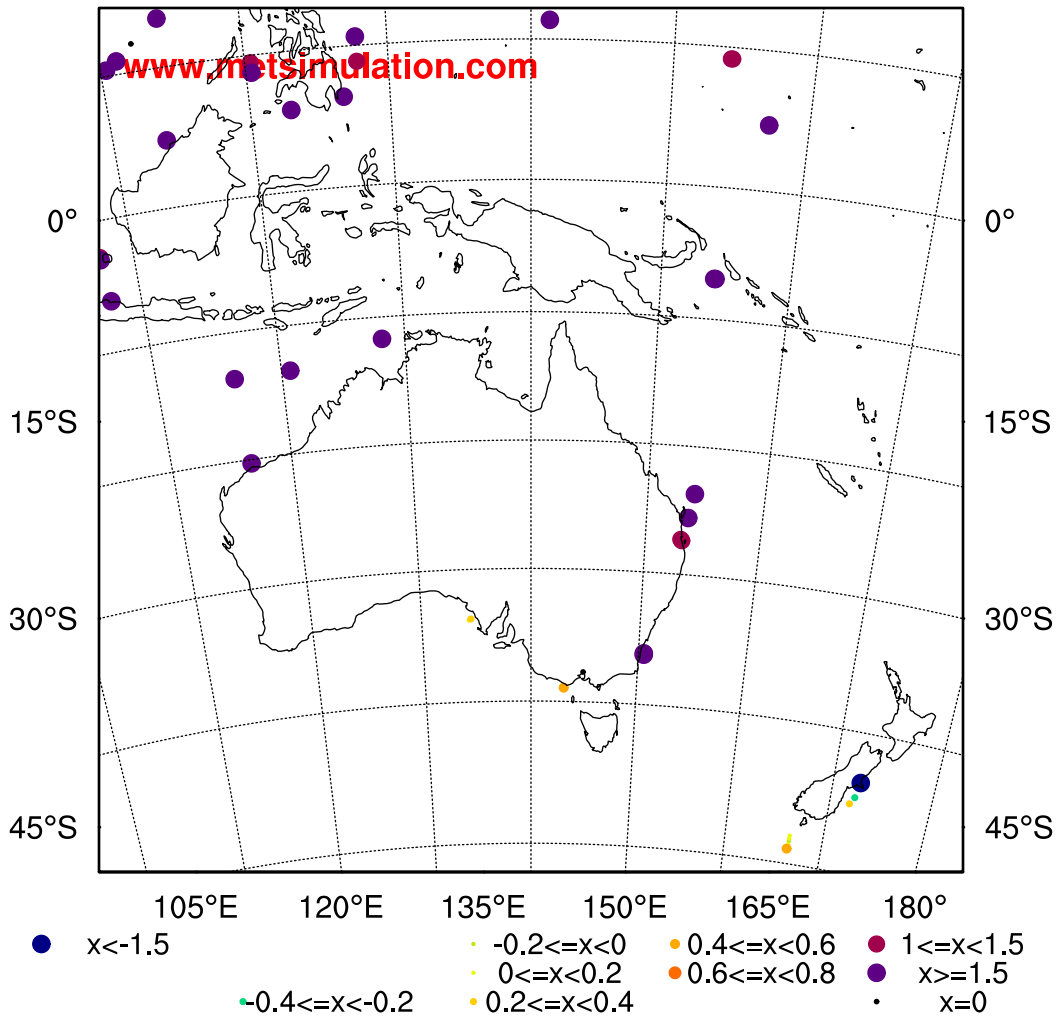 www.metsimulation.com
0° 0°
15°S 15°S
30°S 30°S
45°S 45°S
105°E 120°E 135°E 150°E 165°E 180°
x<-1.5 -0.2<=x<0 0.4<=x<0.6 1<=x<1.5
0<=x<0.2 0.6<=x<0.8 x>=1.5
-0.4<=x<-0.2 0.2<=x<0.4 x=0